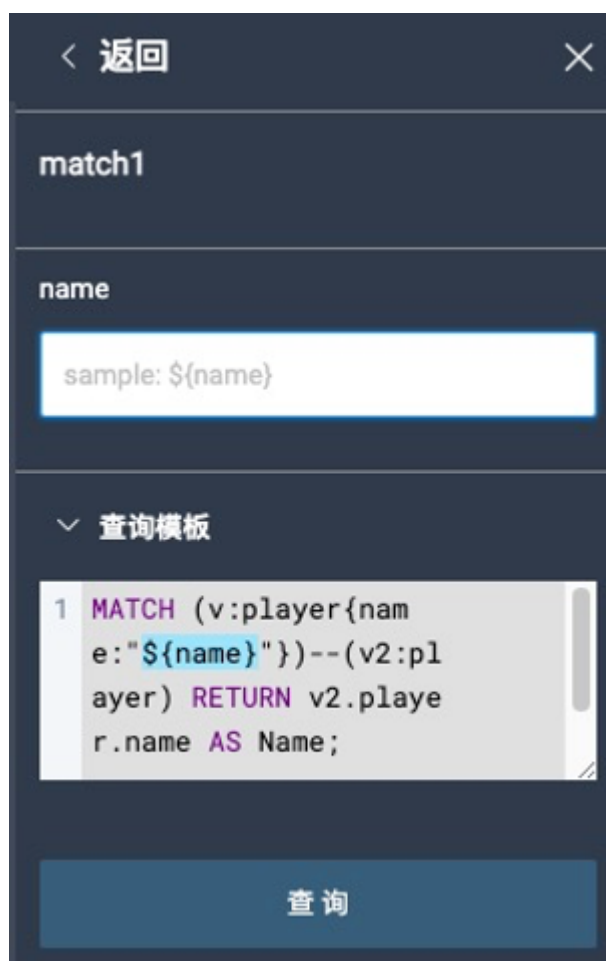 返回
match1
name
sample: ${name}
查询模板
1 MATCH (v:player{nam
e:"${name}"})--(v2:pl
ayer) RETURN v2.playe
r.name AS Name;
查询